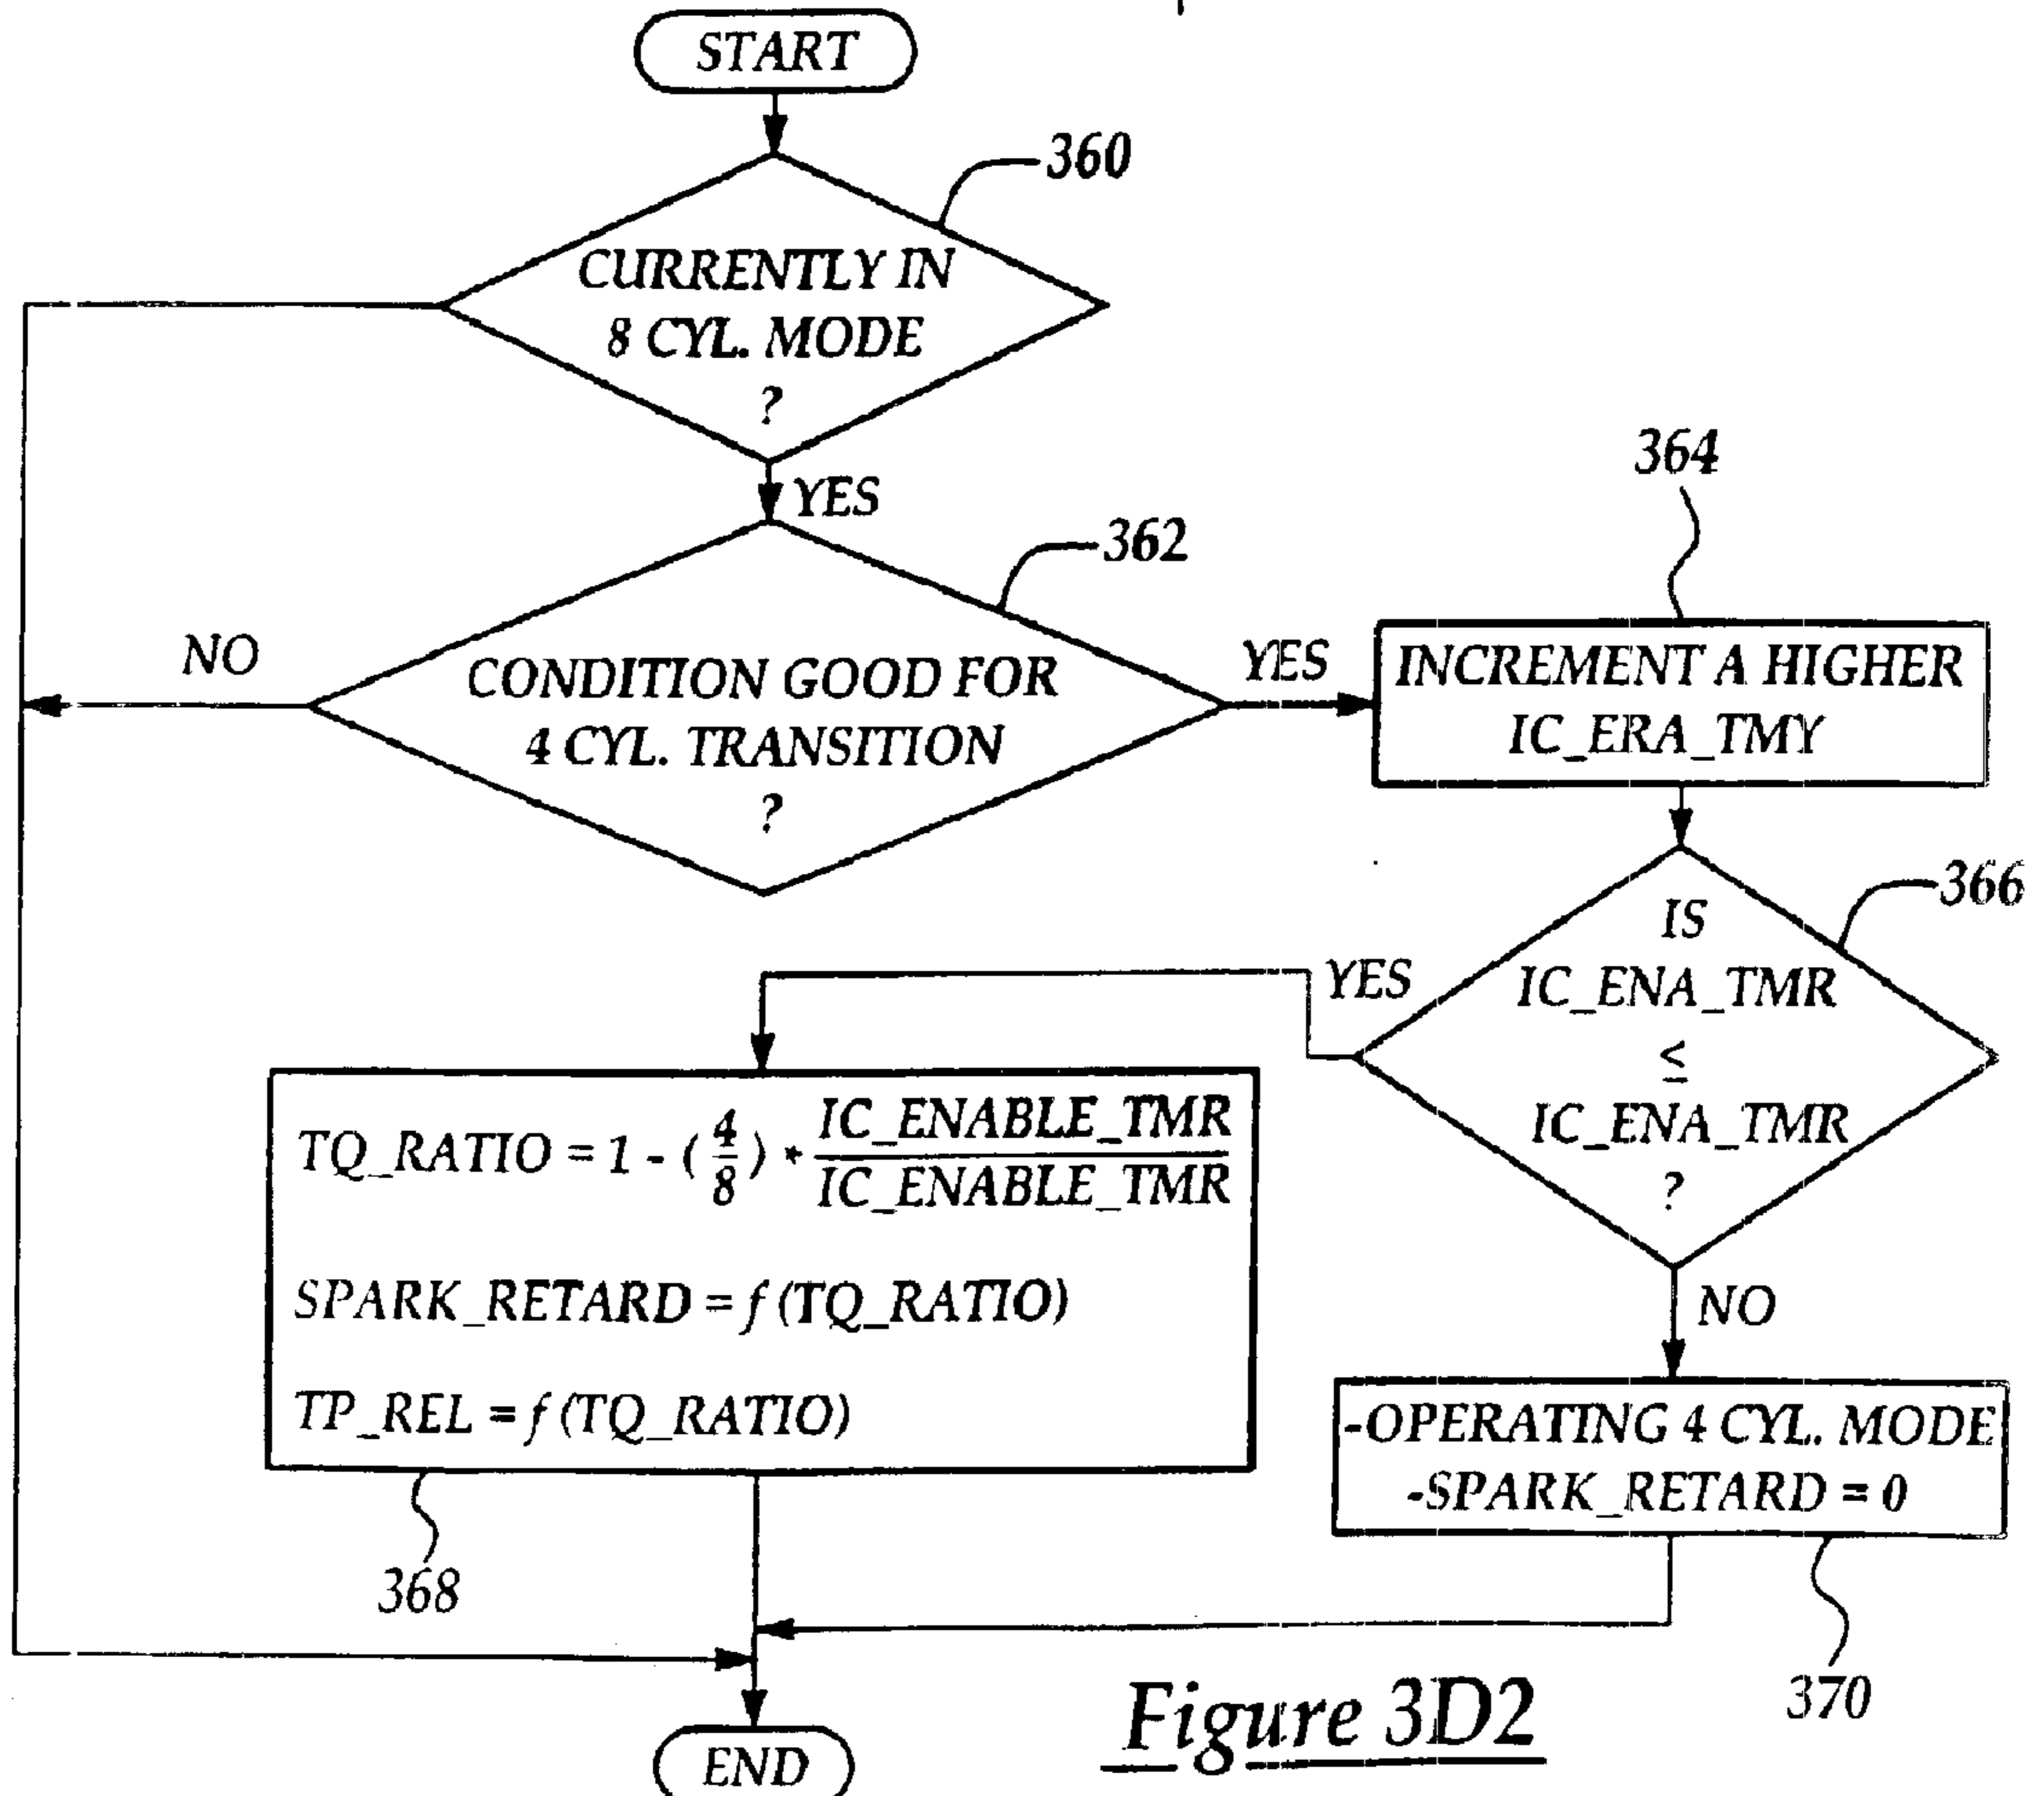 START
360
CURRENTLY IN
8 CYL. MODE
?
YES
362
364
NO
CONDITION GOOD FOR
4 CYL. TRANSITION
?
YES
INCREMENT A HIGHER
IC_ERA_TMY
366
IS
IC_ENA_TMR
≤
IC_ENA_TMR
?
YES
TQ_RATIO = 1 - (4/8) * IC_ENABLE_TMR/IC_ENABLE_TMR
SPARK_RETARD = f (TQ_RATIO)
TP_REL = f (TQ_RATIO)
NO
-OPERATING 4 CYL. MODE
-SPARK_RETARD = 0
368
370
END
Figure 3D2